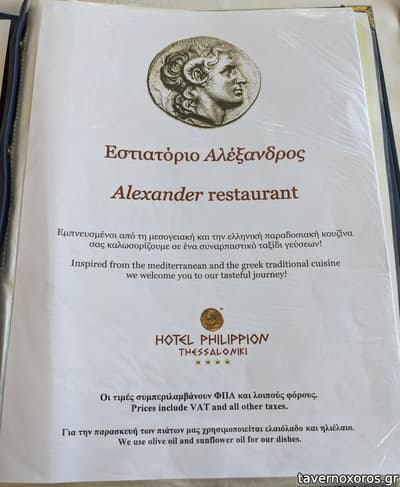 Εστιατόριο Αλέξανδρος
Alexander restaurant
Εμπνευσμένοι από τη μεσογειακή και την ελληνική παραδοσιακή κουζίνα
σας καλωσορίζουμε σε ένα συναρπαστικό ταξίδι γεύσεων!
Inspired from the mediterranean and the greek traditional cuisine
we welcome you to our tasteful journey!
HOTEL PHILIPPION
THESSALONIKI
Οι τιμές συμπεριλαμβάνουν ΦΠΑ και λοιπούς φόρους.
Prices include VAT and all other taxes.
Για την παρασκευή των πιάτων μας χρησιμοποιείται ελαιόλαδο και ηλιέλαιο.
We use olive oil and sunflower oil for our dishes.
tavernoxoros.gr